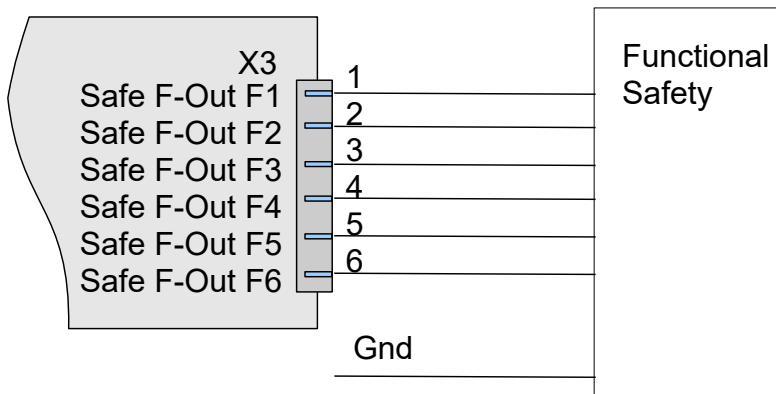 X3
1
Functional
Safe F-Out F1
Safety
2
Safe F-Out F2
3
Safe F-Out F3
4
Safe F-Out F4
5
Safe F-Out F5
6
Safe F-Out F6
Gnd